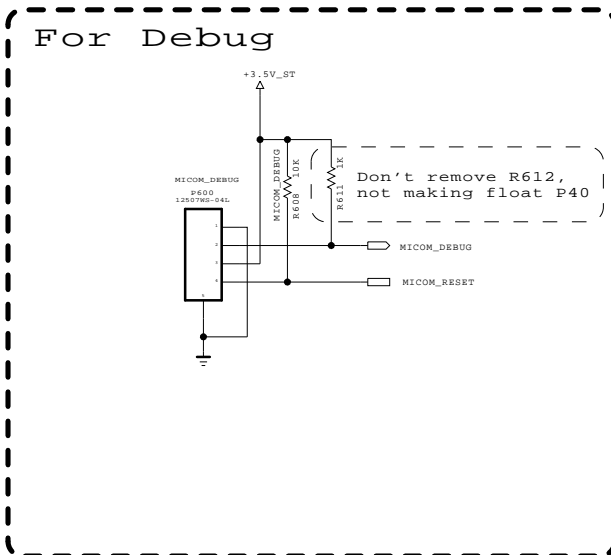 For Debug
+3.5V_ST
MICOM_DEBUG
10K
R608
1K
R611
Don't remove R612,
not making float P40
MICOM_DEBUG
P600
12507WS-04L
1
2
3
4
5
MICOM_DEBUG
MICOM_RESET